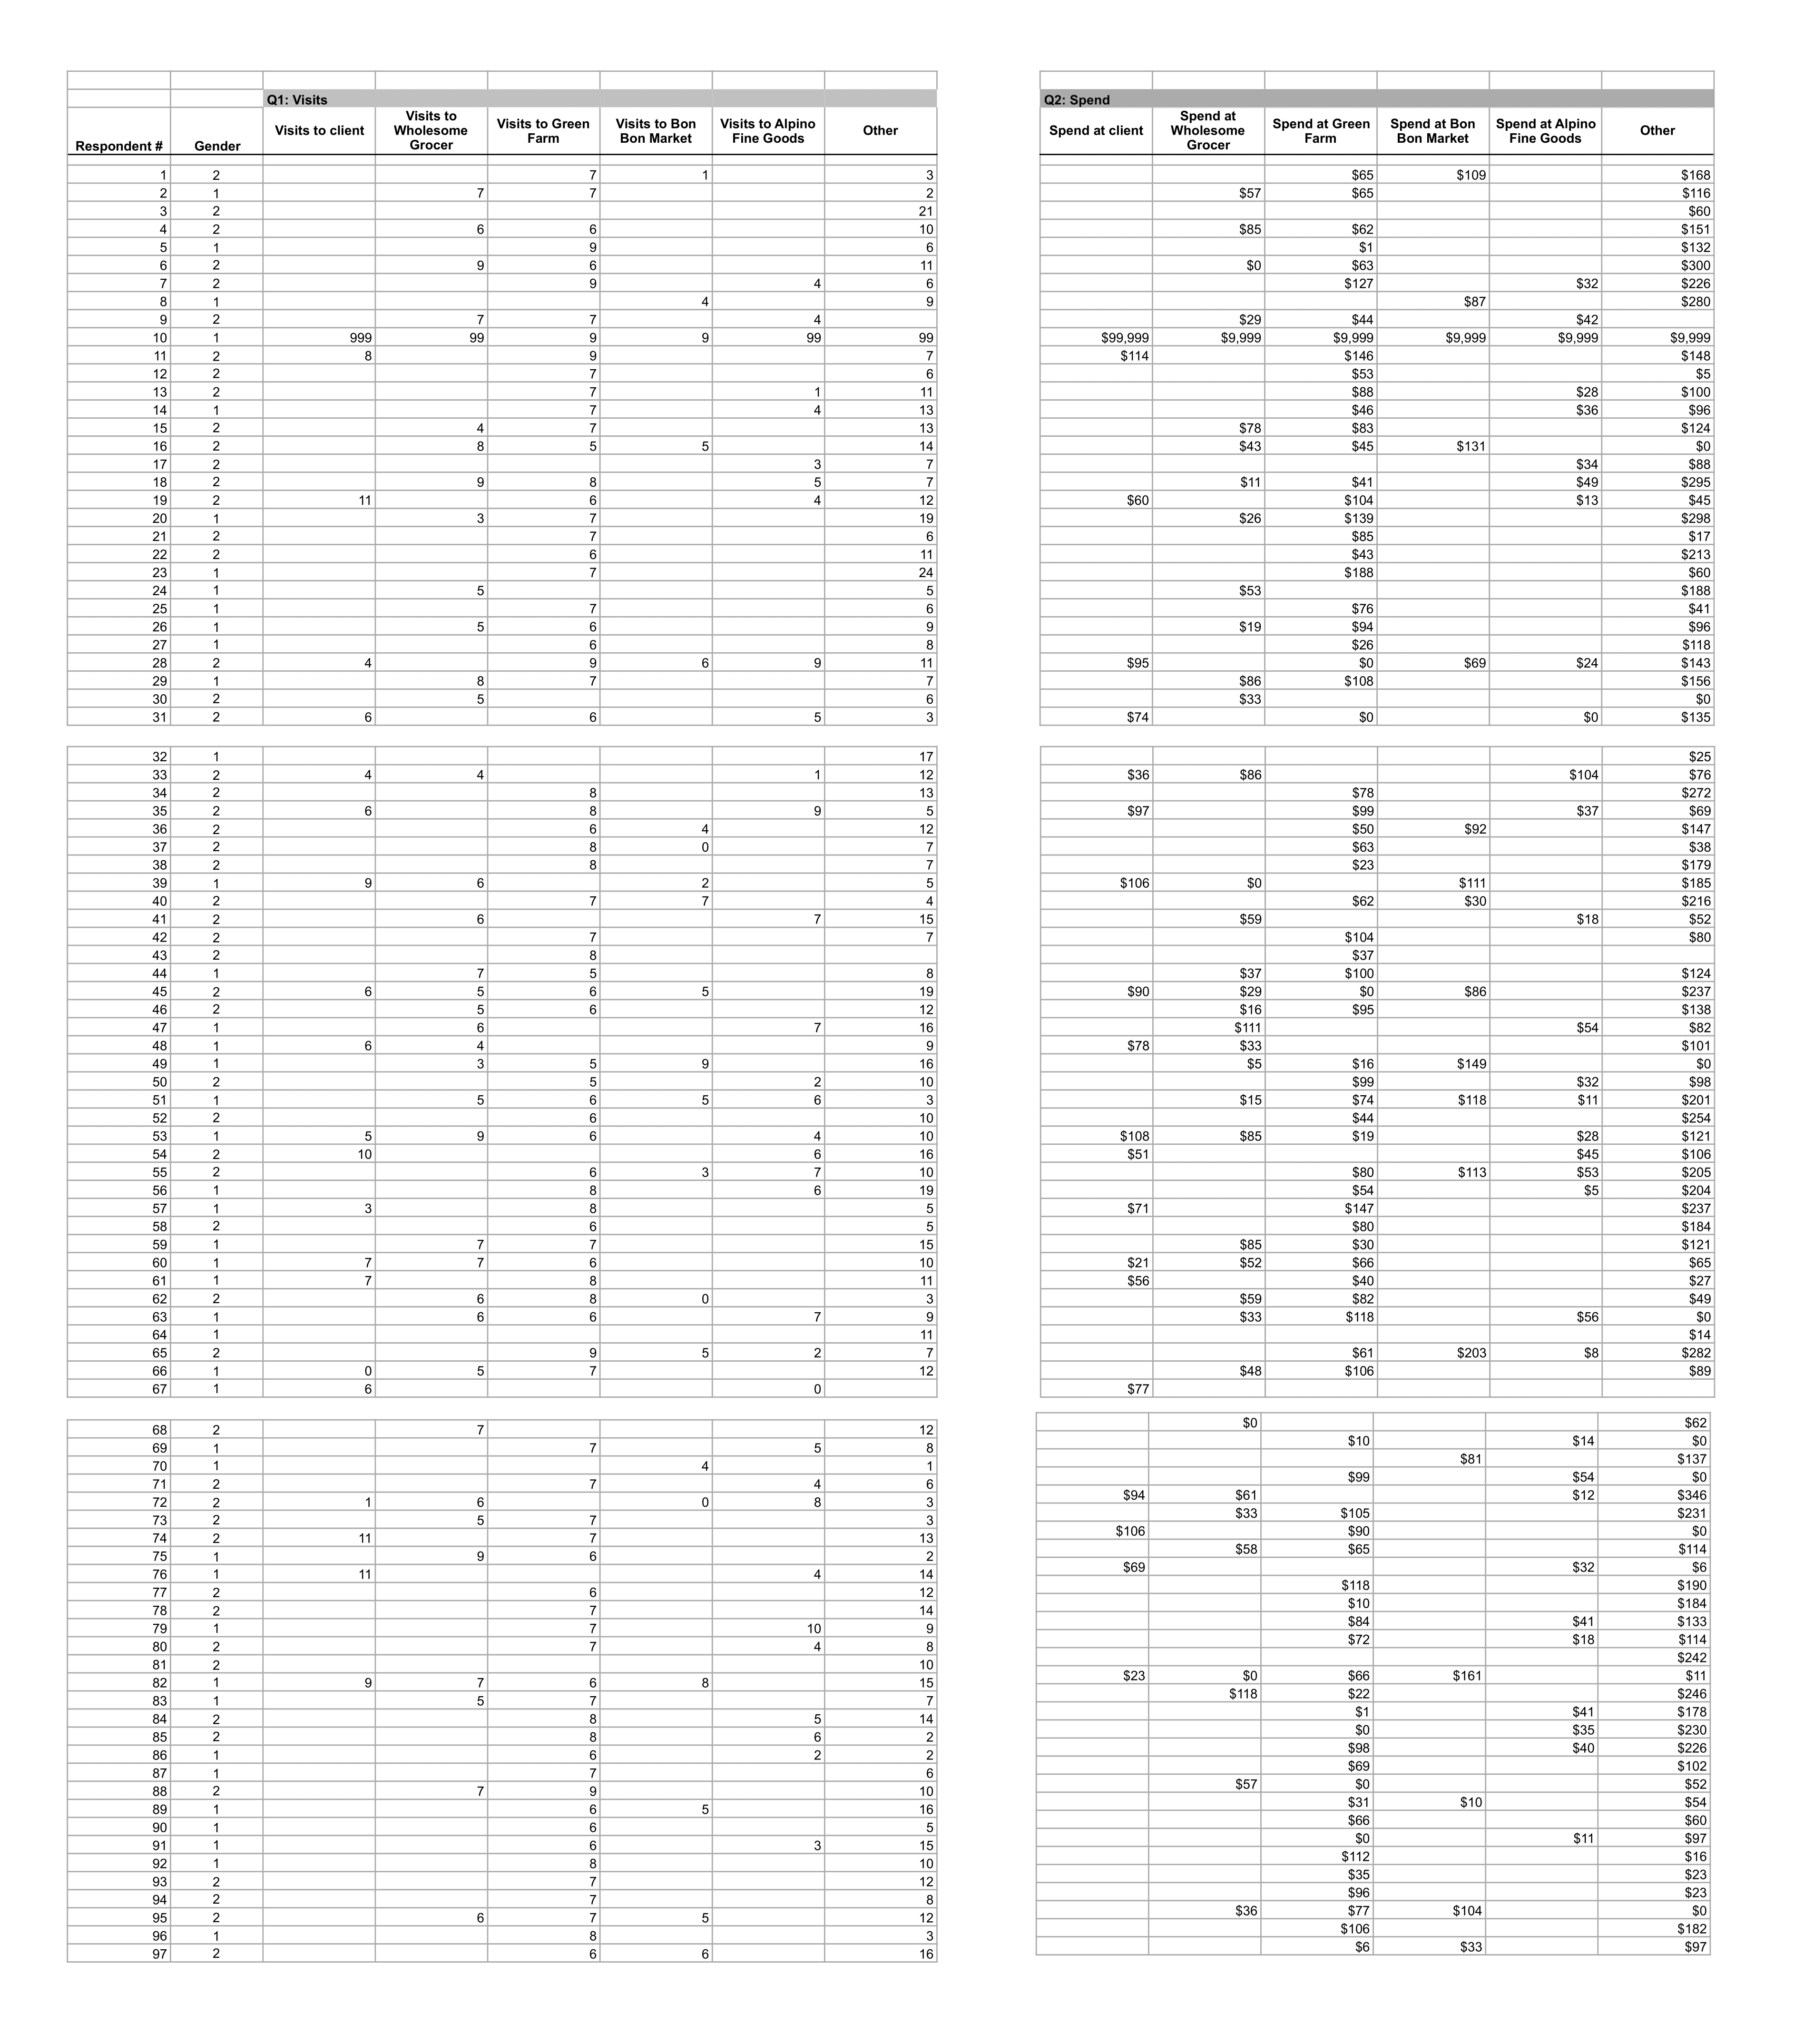 Q1: Visits Q2: Spend
Respondent # Gender Visits to client Visits to Wholesome Grocer Visits to Green Farm Visits to Bon Bon Market Visits to Alpino Fine Goods Other Spend at client Spend at Wholesome Grocer Spend at Green Farm Spend at Bon Bon Market Spend at Alpino Fine Goods Other
1 2 7 1 3 $65 $109 $168
2 1 7 7 2 $57 $65 $116
3 2 21 $60
4 2 6 6 10 $85 $62 $151
5 1 9 6 $1 $132
6 2 9 6 11 $0 $63 $300
7 2 9 4 6 $127 $32 $226
8 1 4 9 $87 $280
9 2 7 7 4 $29 $44 $42
10 1 999 99 9 9 99 99 $99,999 $9,999 $9,999 $9,999 $9,999 $9,999
11 2 8 9 7 $114 $146 $148
12 2 7 6 $53 $5
13 2 7 1 11 $88 $28 $100
14 1 7 4 13 $46 $36 $96
15 2 4 7 13 $78 $83 $124
16 2 8 5 5 14 $43 $45 $131 $0
17 2 3 7 $34 $88
18 2 9 8 5 7 $11 $41 $49 $295
19 2 11 6 4 12 $60 $104 $13 $45
20 1 3 7 19 $26 $139 $298
21 2 7 6 $85 $17
22 2 6 11 $43 $213
23 1 7 24 $188 $60
24 1 5 5 $53 $188
25 1 7 6 $76 $41
26 1 5 6 9 $19 $94 $96
27 1 6 8 $26 $118
28 2 4 9 6 9 11 $95 $0 $69 $24 $143
29 1 8 7 7 $86 $108 $156
30 2 5 6 $33 $0
31 2 6 6 5 3 $74 $0 $0 $135
32 1 17 $25
33 2 4 4 1 12 $36 $86 $104 $76
34 2 8 13 $78 $272
35 2 6 8 9 5 $97 $99 $37 $69
36 2 6 4 12 $50 $92 $147
37 2 8 0 7 $63 $38
38 2 8 7 $23 $179
39 1 9 6 2 5 $106 $0 $111 $185
40 2 7 7 4 $62 $30 $216
41 2 6 7 15 $59 $18 $52
42 2 7 7 $104 $80
43 2 8 $37
44 1 7 5 8 $37 $100 $124
45 2 6 5 6 5 19 $90 $29 $0 $86 $237
46 2 5 6 12 $16 $95 $138
47 1 6 7 16 $111 $54 $82
48 1 6 4 9 $78 $33 $101
49 1 3 5 9 16 $5 $16 $149 $0
50 2 5 2 10 $99 $32 $98
51 1 5 6 5 6 3 $15 $74 $118 $11 $201
52 2 6 10 $44 $254
53 1 5 9 6 4 10 $108 $85 $19 $28 $121
54 2 10 6 16 $51 $45 $106
55 2 6 3 7 10 $80 $113 $53 $205
56 1 8 6 19 $54 $5 $204
57 1 3 8 5 $71 $147 $237
58 2 6 5 $80 $184
59 1 7 7 15 $85 $30 $121
60 1 7 7 6 10 $21 $52 $66 $65
61 1 7 8 11 $56 $40 $27
62 2 6 8 0 3 $59 $82 $49
63 1 6 6 7 9 $33 $118 $56 $0
64 1 11 $14
65 2 9 5 2 7 $61 $203 $8 $282
66 1 0 5 7 12 $48 $106 $89
67 1 6 0 $77
68 2 7 12 $0 $62
69 1 7 5 8 $10 $14 $0
70 1 4 1 $81 $137
71 2 7 4 6 $99 $54 $0
72 2 1 6 0 8 3 $94 $61 $12 $346
73 2 5 7 3 $33 $105 $231
74 2 11 7 13 $106 $90 $0
75 1 9 6 2 $58 $65 $114
76 1 11 4 14 $69 $32 $6
77 2 6 12 $118 $190
78 2 7 14 $10 $184
79 1 7 10 9 $84 $41 $133
80 2 7 4 8 $72 $18 $114
81 2 10 $242
82 1 9 7 6 8 15 $23 $0 $66 $161 $11
83 1 5 7 7 $118 $22 $246
84 2 8 5 14 $1 $41 $178
85 2 8 6 2 $0 $35 $230
86 1 6 2 2 $98 $40 $226
87 1 7 6 $69 $102
88 2 7 9 10 $57 $0 $52
89 1 6 5 16 $31 $10 $54
90 1 6 5 $66 $60
91 1 6 3 15 $0 $11 $97
92 1 8 10 $112 $16
93 2 7 12 $35 $23
94 2 7 8 $96 $23
95 2 6 7 5 12 $36 $77 $104 $0
96 1 8 3 $106 $182
97 2 6 6 16 $6 $33 $97